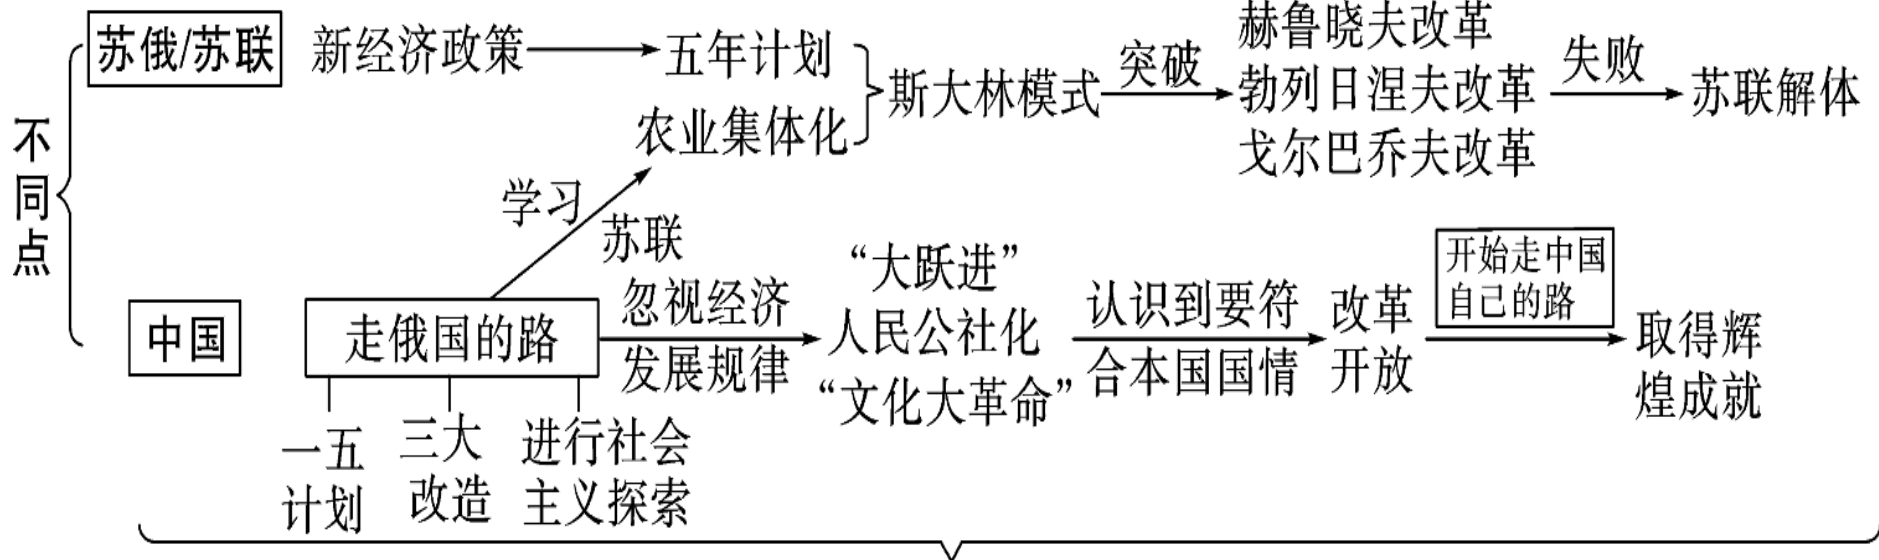 不同点
苏俄/苏联
新经济政策
五年计划
农业集体化
斯大林模式
突破
赫鲁晓夫改革
勃列日涅夫改革
戈尔巴乔夫改革
失败
苏联解体
学习
苏联
中国
走俄国的路
一五
计划
三大
改造
进行社会
主义探索
忽视经济
发展规律
“大跃进”
人民公社化
“文化大革命”
认识到要符
合本国国情
改革
开放
开始走中国
自己的路
取得辉
煌成就